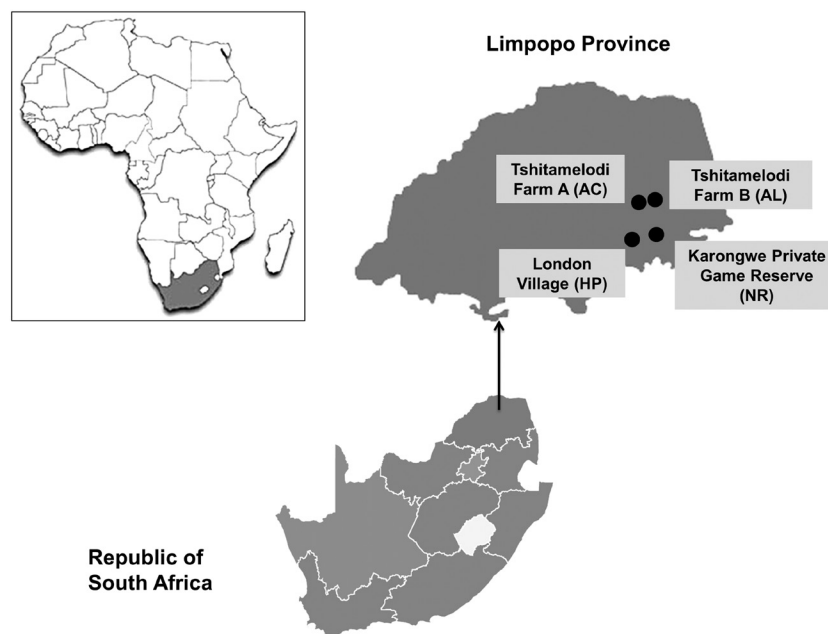 Limpopo Province
Tshitamelodi
Farm A (AC)
Tshitamelodi
Farm B (AL)
London
Village (HP)
Karongwe Private
Game Reserve
(NR)
Republic of
South Africa